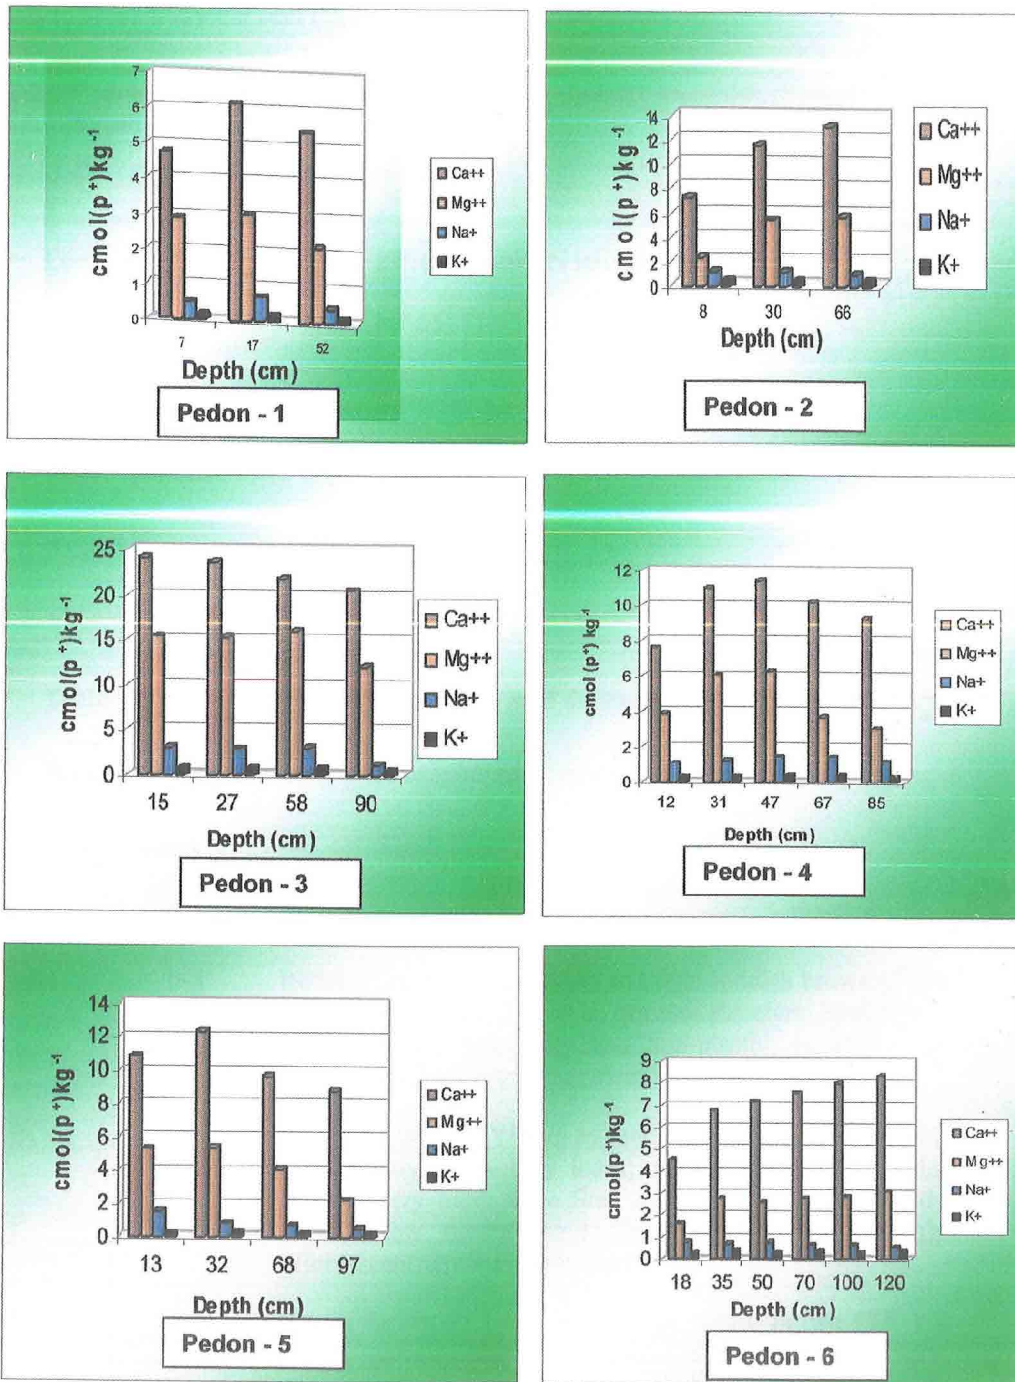 7
6
5
4
3
2
1
0
cmol(p⁺)kg⁻¹
7 17 52
Depth (cm)
Ca++
Mg++
Na+
K+
Pedon - 1
14
12
10
8
6
4
2
0
cmol(p⁺)kg⁻¹
8 30 66
Depth (cm)
Ca++
Mg++
Na+
K+
Pedon - 2
25
20
15
10
5
0
cmol(p⁺)kg⁻¹
15 27 58 90
Depth (cm)
Ca++
Mg++
Na+
K+
Pedon - 3
12
10
8
6
4
2
0
cmol (p⁺) kg⁻¹
12 31 47 67 85
Depth (cm)
Ca++
Mg++
Na+
K+
Pedon - 4
14
12
10
8
6
4
2
0
cmol(p⁺)kg⁻¹
13 32 68 97
Depth (cm)
Ca++
Mg++
Na+
K+
Pedon - 5
9
8
7
6
5
4
3
2
1
0
cmol(p⁺)kg⁻¹
18 35 50 70 100 120
Depth (cm)
Ca++
Mg++
Na+
K+
Pedon - 6